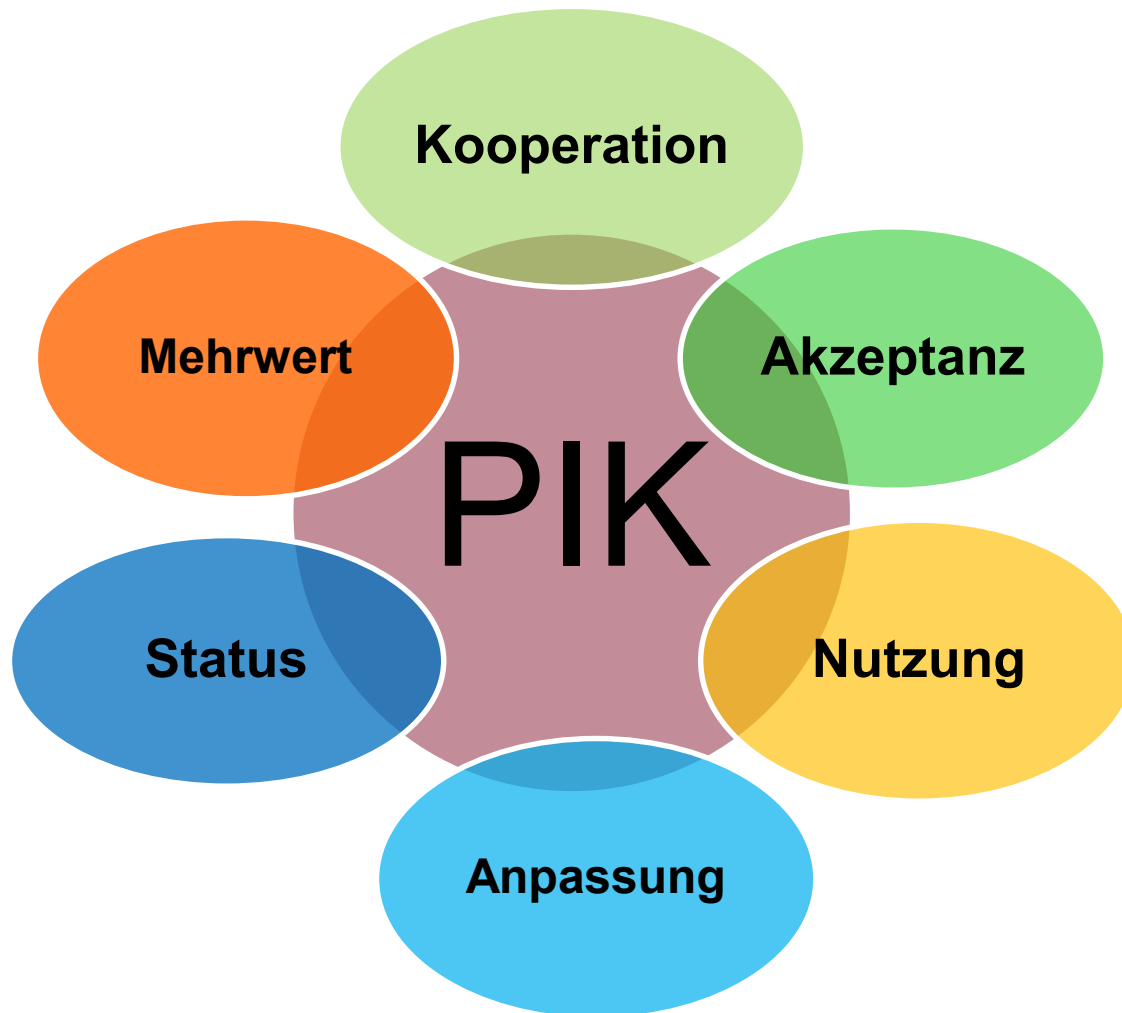 Kooperation
Mehrwert
Akzeptanz
PIK
Status
Nutzung
Anpassung